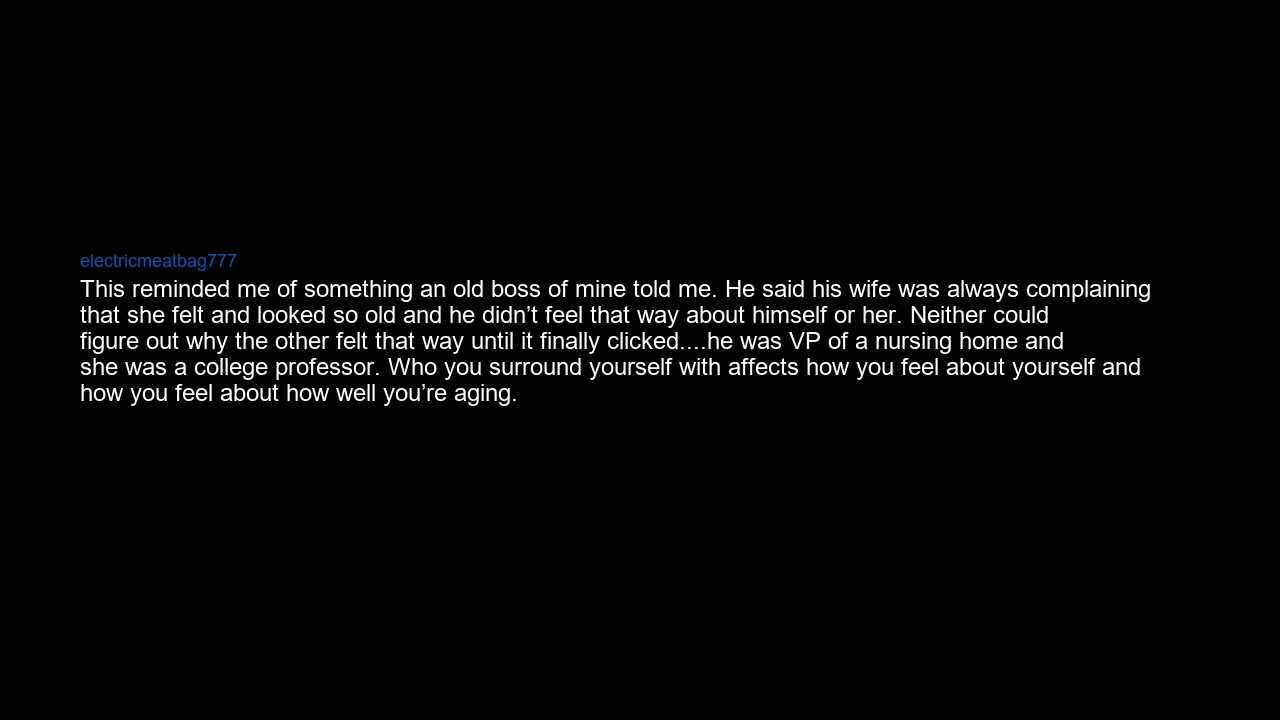 electricmeatbag777
This reminded me of something an old boss of mine told me. He said his wife was always complaining
that she felt and looked so old and he didn’t feel that way about himself or her. Neither could
figure out why the other felt that way until it finally clicked....he was VP of a nursing home and
she was a college professor. Who you surround yourself with affects how you feel about yourself and
how you feel about how well you’re aging.